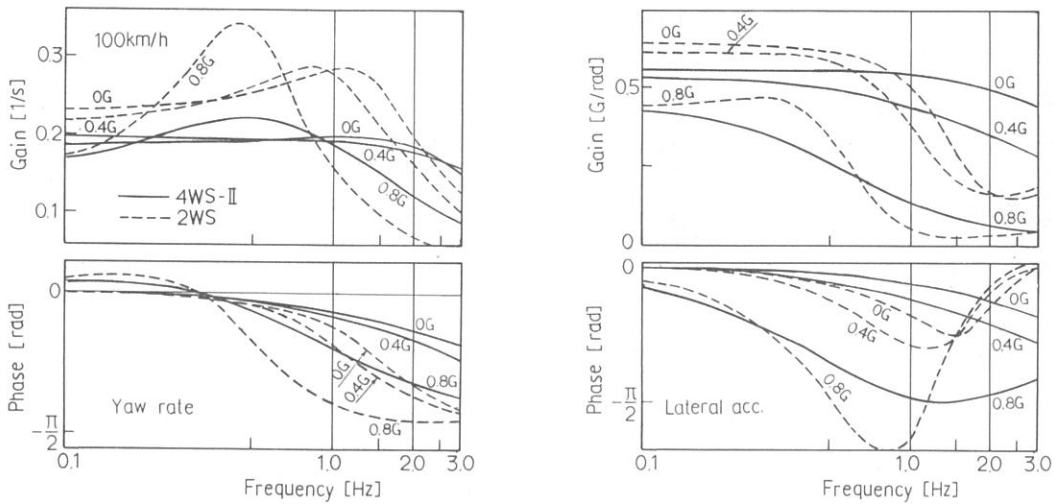 100km/h
Gain [1/s]
0.3
0.2
0.1
0.8G
0G
0.4G
0G
0.4G
0.8G
4WS-Ⅱ
2WS
Phase [rad]
0
-π/2
0G
0.4G
0.8G
0G
0.4G
0.8G
Yaw rate
0.1
1.0
2.0
3.0
Frequency [Hz]
Gain [G/rad]
0.5
0
0G
0.4G
0.8G
0G
0.4G
0.8G
Phase [rad]
0
-π/2
0G
0.4G
0G
0.4G
0.8G
0.8G
Lateral acc.
0.1
1.0
2.0
3.0
Frequency [Hz]